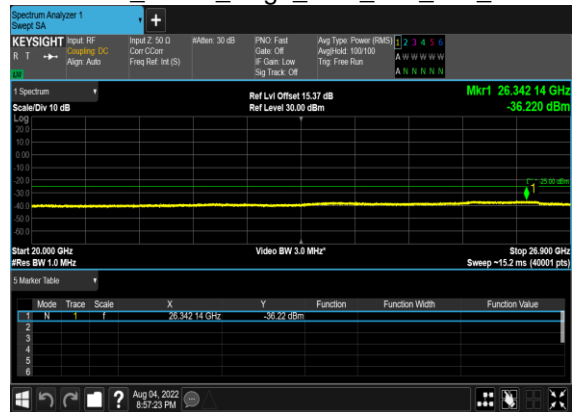 Spectrum Analyzer 1
Swept SA
+
KEYSIGHT Input: RF Input Z: 50 Ω #Atten: 30 dB PNO: Fast Avg Type: Power (RMS) 1 2 3 4 5 6
R T Coupling: DC Corr CCorr Gate: Off Avg|Hold: 100/100 A W W W W W
Align: Auto Freq Ref: Int (S) IF Gain: Low Trig: Free Run
Sig Track: Off A N N N N N
1 Spectrum Ref Lvl Offset 15.37 dB Mkr1 26.342 14 GHz
Scale/Div 10 dB Ref Level 30.00 dBm -36.220 dBm
Log
20.0
10.0
0.00
-10.0
-20.0
-25.00 dBm
-30.0
1
-40.0
-50.0
-60.0
Start 20.000 GHz Video BW 3.0 MHz* Stop 26.900 GHz
#Res BW 1.0 MHz Sweep ~15.2 ms (40001 pts)
5 Marker Table
Mode Trace Scale X Y Function Function Width Function Value
1 N 1 f 26.342 14 GHz -36.22 dBm
2
3
4
5
6
? Aug 04, 2022
8:57:23 PM